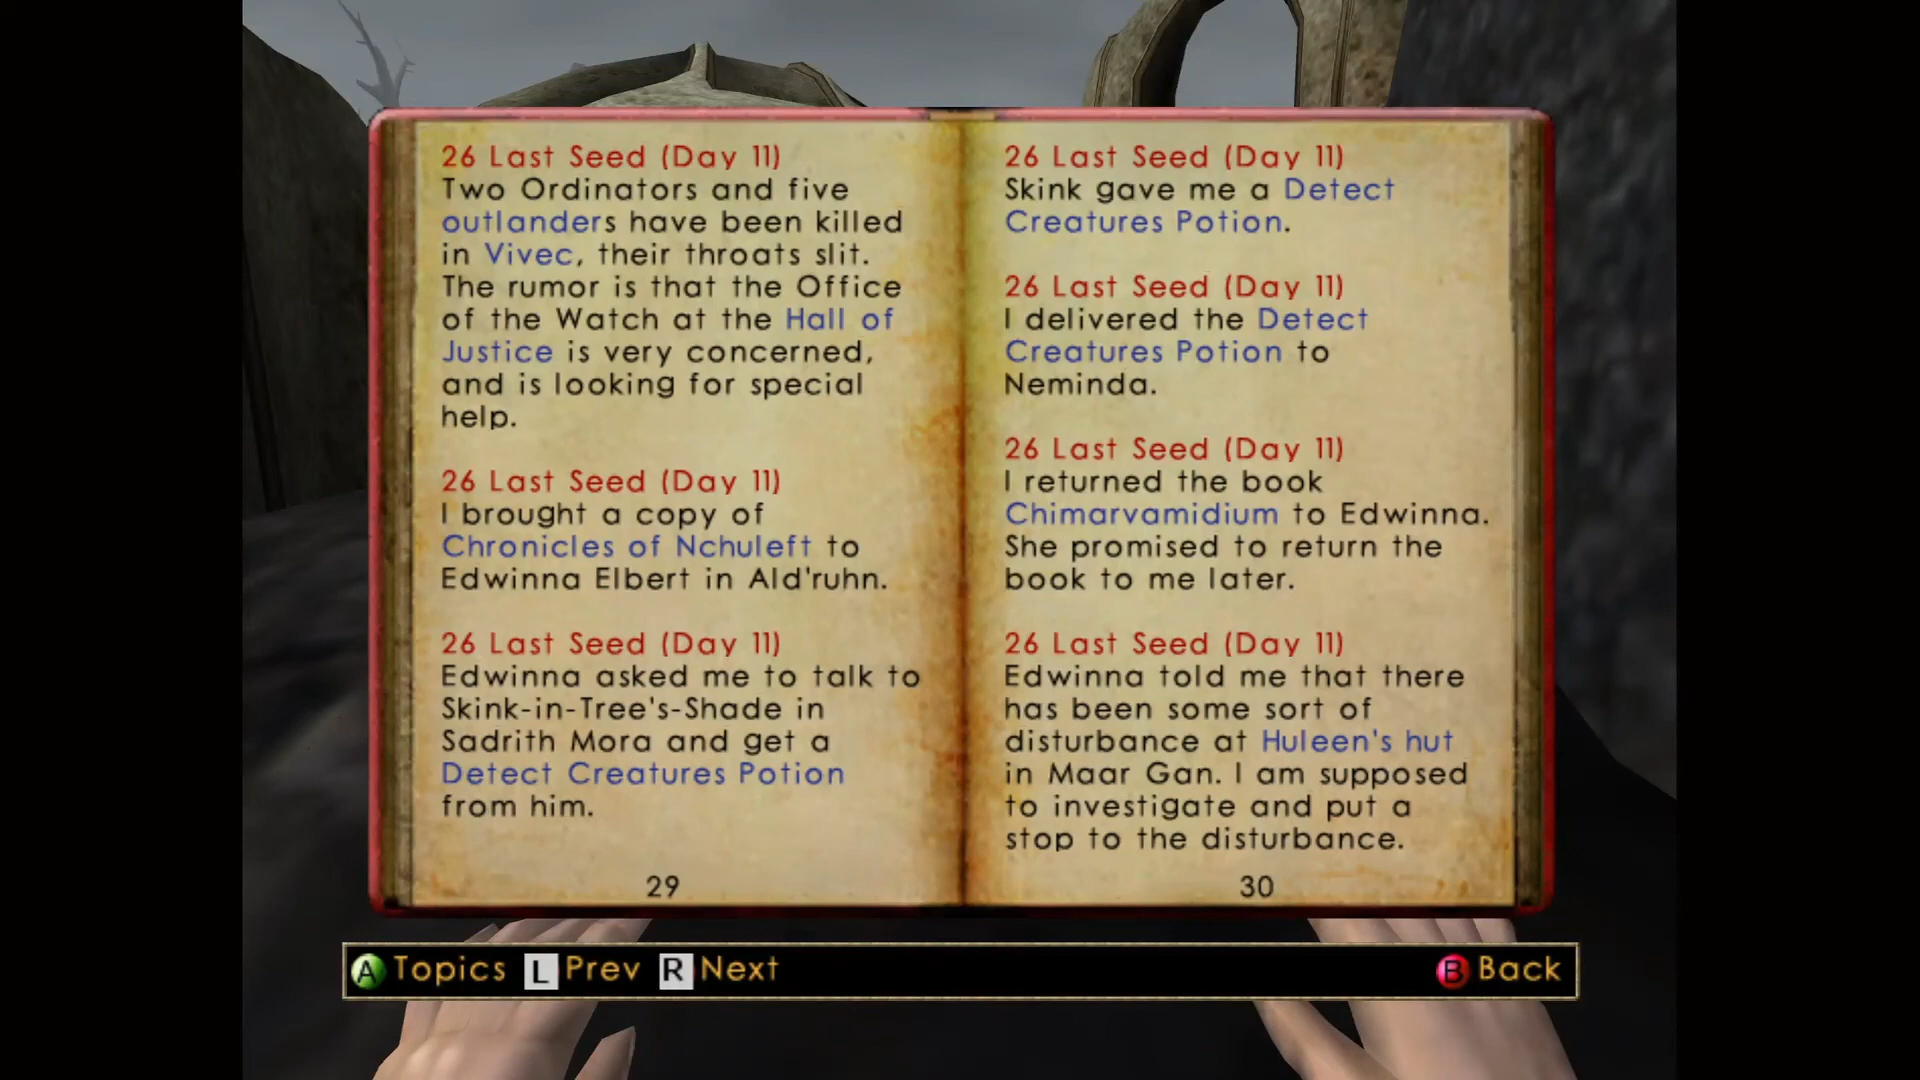 26 Last Seed (Day 11)
Two Ordinators and five
outlanders have been killed
in Vivec, their throats slit.
The rumor is that the Office
of the Watch at the Hall of
Justice is very concerned,
and is looking for special
help.
26 Last Seed (Day 11)
I brought a copy of
Chronicles of Nchuleft to
Edwinna Elbert in Ald'ruhn.
26 Last Seed (Day 11)
Edwinna asked me to talk to
Skink-in-Tree's-Shade in
Sadrith Mora and get a
Detect Creatures Potion
from him.
29
26 Last Seed (Day 11)
Skink gave me a Detect
Creatures Potion.
26 Last Seed (Day 11)
I delivered the Detect
Creatures Potion to
Neminda.
26 Last Seed (Day 11)
I returned the book
Chimarvamidium to Edwinna.
She promised to return the
book to me later.
26 Last Seed (Day 11)
Edwinna told me that there
has been some sort of
disturbance at Huleen's hut
in Maar Gan. I am supposed
to investigate and put a
stop to the disturbance.
30
A Topics L Prev R Next B Back